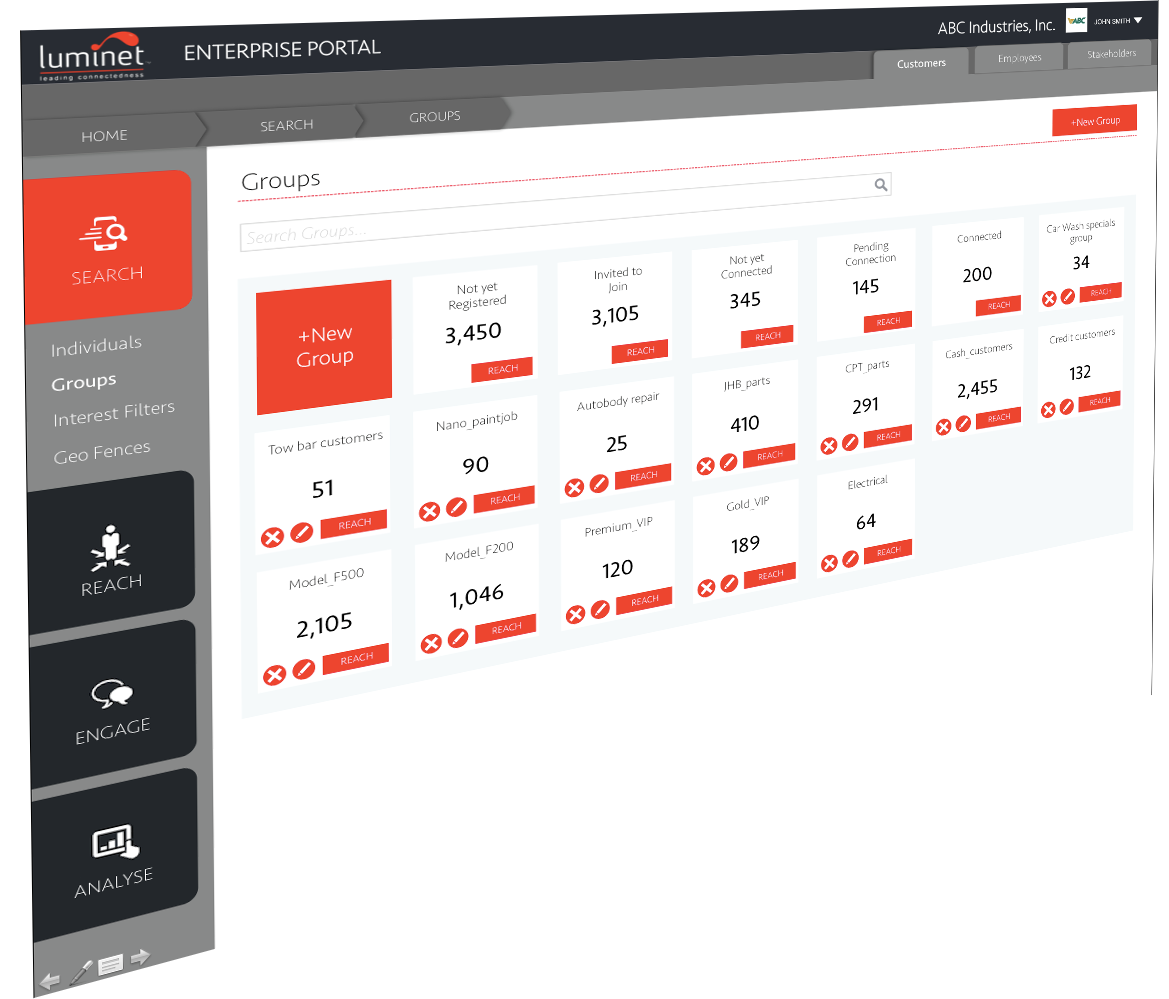 luminet
leading connectedness
ENTERPRISE PORTAL
ABC Industries, Inc.
ABC
JOHN SMITH
Customers
Employees
Stakeholders
HOME
SEARCH
GROUPS
+New Group
Groups
Search Groups...
SEARCH
Individuals
Groups
Interest Filters
Geo Fences
REACH
ENGAGE
ANALYSE
+New
Group
Not yet
Registered
3,450
REACH
Invited to
Join
3,105
REACH
Not yet
Connected
345
REACH
Pending
Connection
145
REACH
Connected
200
REACH
Car Wash specials
group
34
REACH
Tow bar customers
51
REACH
Nano_paintjob
90
REACH
Autobody repair
25
REACH
JHB_parts
410
REACH
CPT_parts
291
REACH
Cash_customers
2,455
REACH
Credit customers
132
REACH
Model_F500
2,105
REACH
Model_F200
1,046
REACH
Premium_VIP
120
REACH
Gold_VIP
189
REACH
Electrical
64
REACH